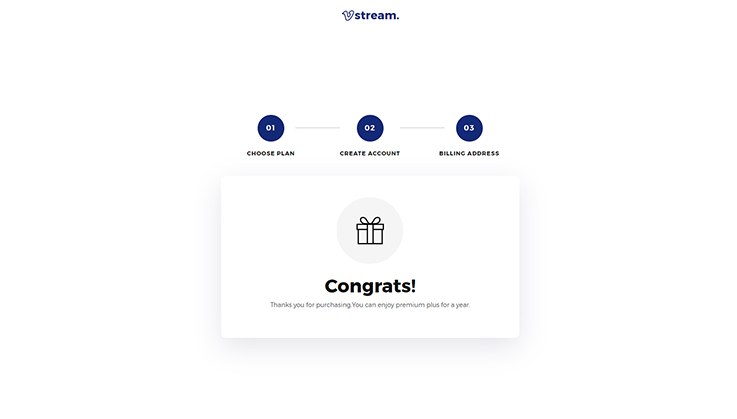 Vstream.
01 02 03
CHOOSE PLAN CREATE ACCOUNT BILLING ADDRESS
Congrats!
Thanks you for purchasing.You can enjoy premium plus for a year.